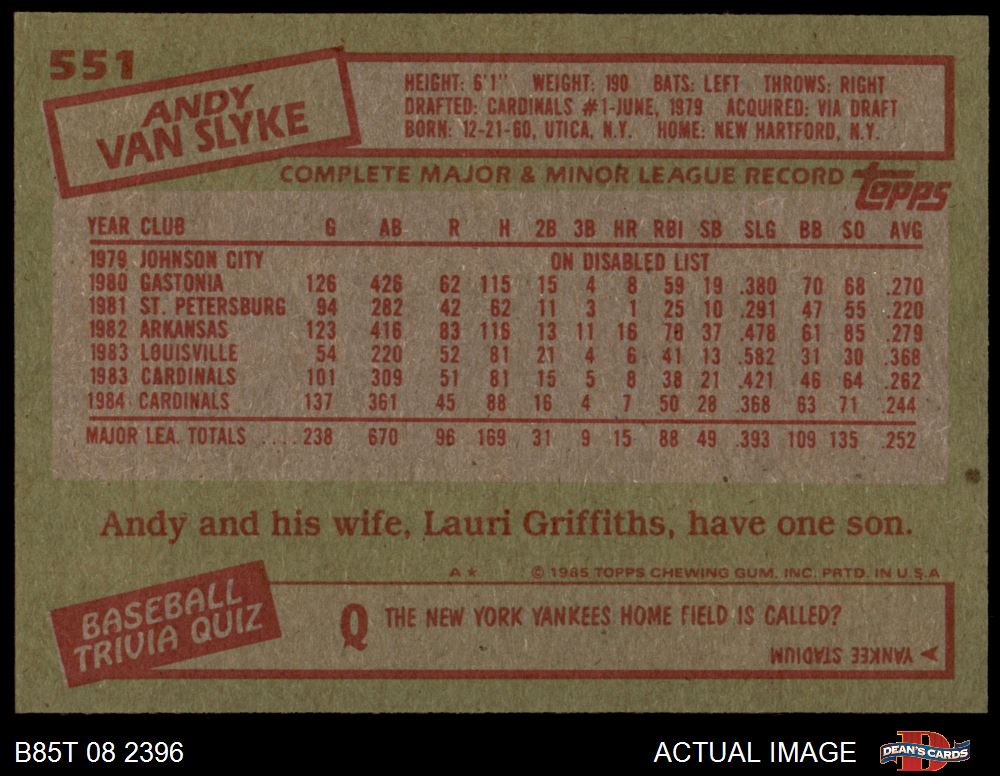 551
ANDY
VAN SLYKE
HEIGHT: 6'1" WEIGHT: 190 BATS: LEFT THROWS: RIGHT
DRAFTED: CARDINALS #1-JUNE, 1979 ACQUIRED: VIA DRAFT
BORN: 12-21-60, UTICA, N.Y. HOME: NEW HARTFORD, N.Y.
COMPLETE MAJOR & MINOR LEAGUE RECORD topps
YEAR CLUB G AB R H 2B 3B HR RBI SB SLG BB SO AVG
1979 JOHNSON CITY ON DISABLED LIST
1980 GASTONIA 126 426 62 115 15 4 8 59 19 .380 70 68 .270
1981 ST. PETERSBURG 94 282 42 62 11 3 1 25 10 .291 47 55 .220
1982 ARKANSAS 123 416 83 116 13 11 16 70 37 .478 61 85 .279
1983 LOUISVILLE 54 220 52 81 21 4 6 41 13 .582 31 30 .368
1983 CARDINALS 101 309 51 81 15 5 8 38 21 .421 46 64 .262
1984 CARDINALS 137 361 45 88 16 4 7 50 28 .368 63 71 .244
MAJOR LEA. TOTALS .... 238 670 96 169 31 9 15 88 49 .393 109 135 .252
Andy and his wife, Lauri Griffiths, have one son.
A* © 1985 TOPPS CHEWING GUM, INC. PRTD. IN U.S.A
BASEBALL
TRIVIA QUIZ
Q THE NEW YORK YANKEES HOME FIELD IS CALLED?
YANKEE STADIUM
B85T 08 2396
ACTUAL IMAGE
D
DEAN'S CARDS